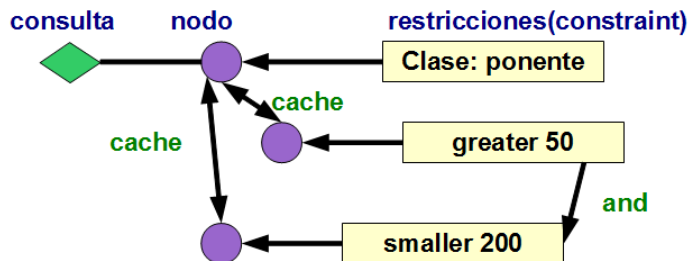 consulta nodo restricciones(constraint)
Clase: ponente
cache
cache
greater 50
and
smaller 200